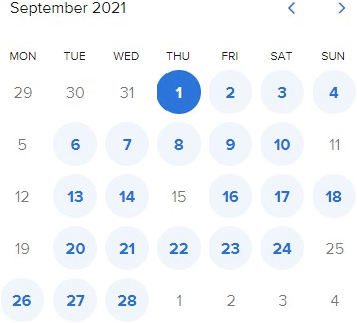 September 2021
MON TUE WED THU FRI SAT SUN
29 30 31 1 2 3 4
5 6 7 8 9 10 11
12 13 14 15 16 17 18
19 20 21 22 23 24 25
26 27 28 1 2 3 4